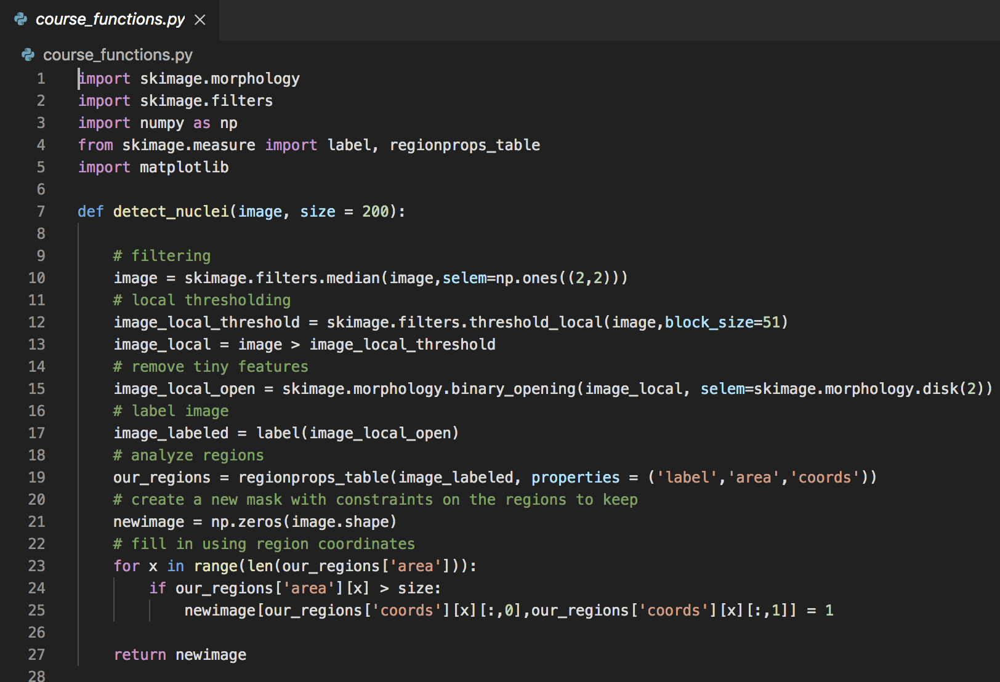 course_functions.py
course_functions.py
1 import skimage.morphology
2 import skimage.filters
3 import numpy as np
4 from skimage.measure import label, regionprops_table
5 import matplotlib
6
7 def detect_nuclei(image, size = 200):
8
9     # filtering
10     image = skimage.filters.median(image,selem=np.ones((2,2)))
11     # local thresholding
12     image_local_threshold = skimage.filters.threshold_local(image,block_size=51)
13     image_local = image > image_local_threshold
14     # remove tiny features
15     image_local_open = skimage.morphology.binary_opening(image_local, selem=skimage.morphology.disk(2))
16     # label image
17     image_labeled = label(image_local_open)
18     # analyze regions
19     our_regions = regionprops_table(image_labeled, properties = ('label','area','coords'))
20     # create a new mask with constraints on the regions to keep
21     newimage = np.zeros(image.shape)
22     # fill in using region coordinates
23     for x in range(len(our_regions['area'])):
24         if our_regions['area'][x] > size:
25             newimage[our_regions['coords'][x][:,0],our_regions['coords'][x][:,1]] = 1
26
27     return newimage
28